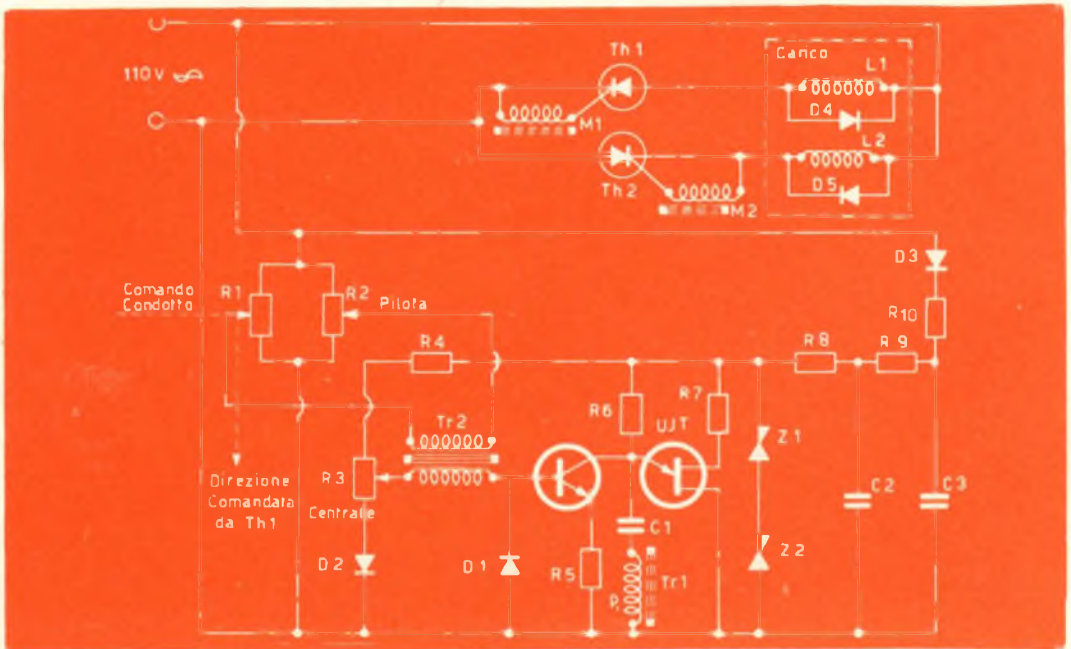 110V
Th1
Carico
L1
D4
M1
L2
D5
Th2
M2
D3
Comando
Condotto
R1
R2
Pilota
R10
R4
R8
R9
R6
R7
UJT
Tr2
Z1
R3
Direzione
Comandata
da Th1
Centrale
C1
C2
C3
D2
D1
R5
P1
Tr1
Z2